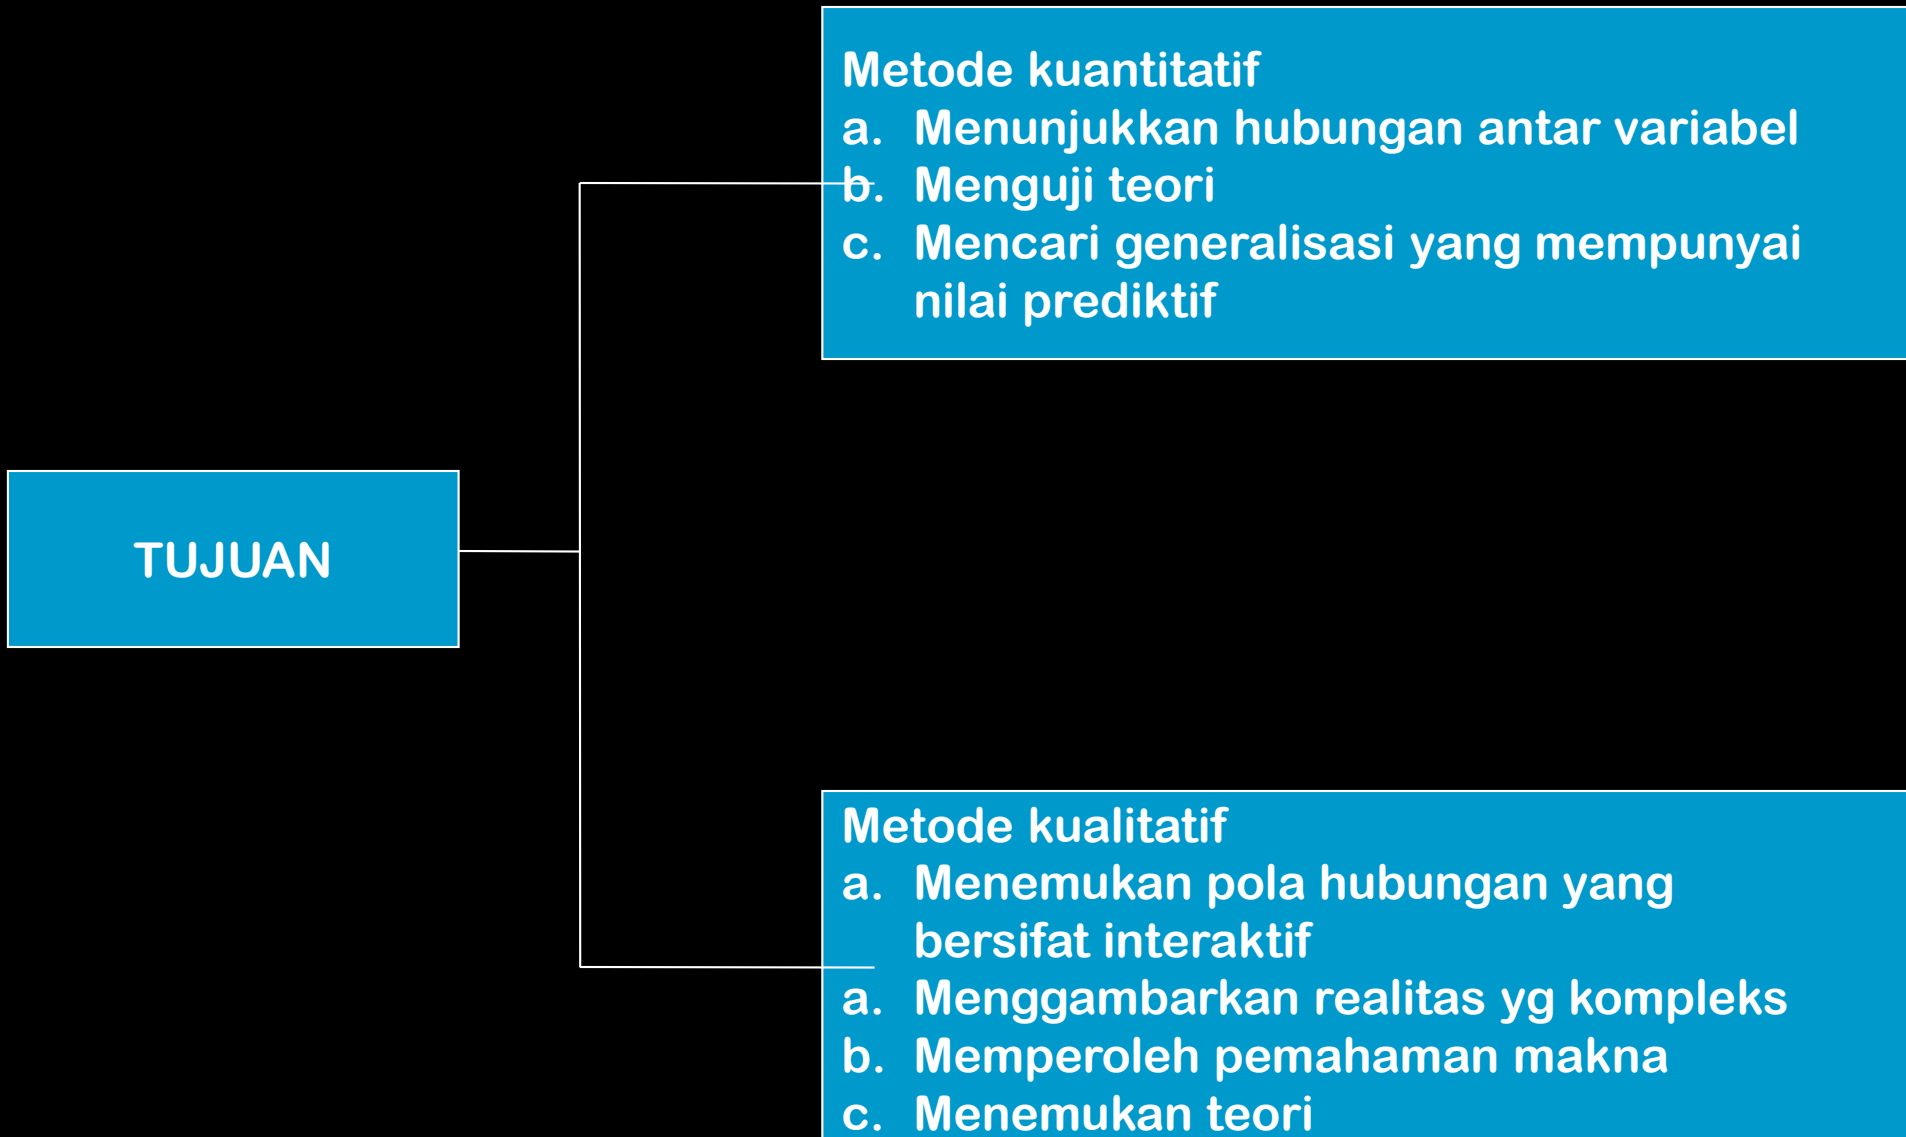 Metode kuantitatif
a. Menunjukkan hubungan antar variabel
b. Menguji teori
c. Mencari generalisasi yang mempunyai
nilai prediktif
TUJUAN
Metode kualitatif
a. Menemukan pola hubungan yang
bersifat interaktif
a. Menggambarkan realitas yg kompleks
b. Memperoleh pemahaman makna
c. Menemukan teori